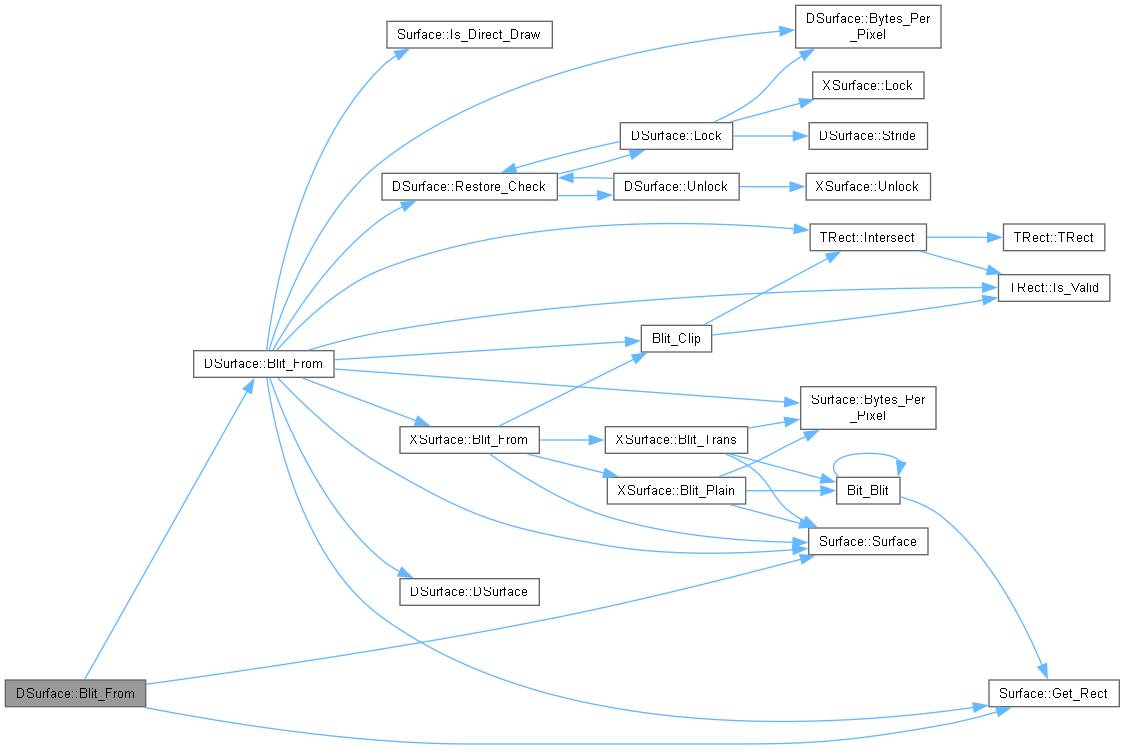 Surface::Is_Direct_Draw
DSurface::Bytes_Per
_Pixel
XSurface::Lock
DSurface::Lock
DSurface::Stride
DSurface::Restore_Check
DSurface::Unlock
XSurface::Unlock
TRect::Intersect
TRect::TRect
TRect::Is_Valid
Blit_Clip
DSurface::Blit_From
Surface::Bytes_Per
_Pixel
XSurface::Blit_From
XSurface::Blit_Trans
XSurface::Blit_Plain
Bit_Blit
Surface::Surface
DSurface::DSurface
DSurface::Blit_From
Surface::Get_Rect